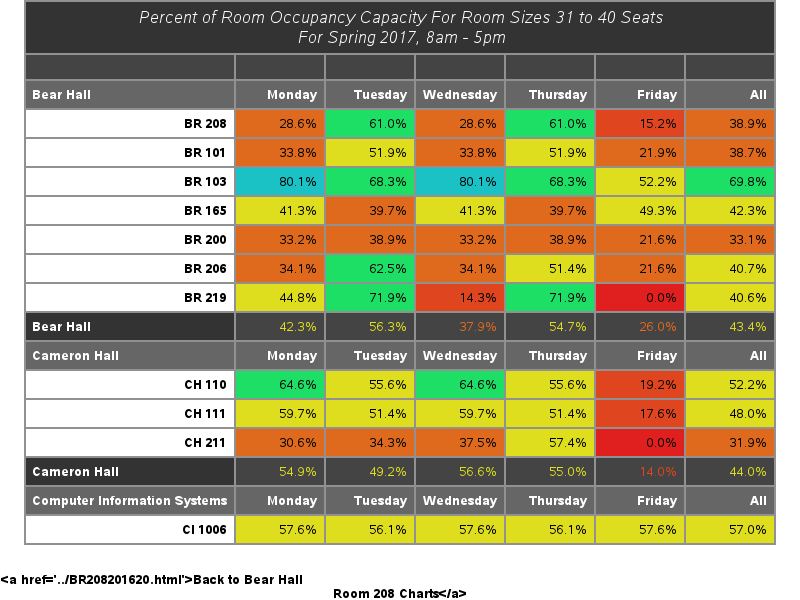 Percent of Room Occupancy Capacity For Room Sizes 31 to 40 Seats
For Spring 2017, 8am - 5pm
Bear Hall Monday Tuesday Wednesday Thursday Friday All
BR 208 28.6% 61.0% 28.6% 61.0% 15.2% 38.9%
BR 101 33.8% 51.9% 33.8% 51.9% 21.9% 38.7%
BR 103 80.1% 68.3% 80.1% 68.3% 52.2% 69.8%
BR 165 41.3% 39.7% 41.3% 39.7% 49.3% 42.3%
BR 200 33.2% 38.9% 33.2% 38.9% 21.6% 33.1%
BR 206 34.1% 62.5% 34.1% 51.4% 21.6% 40.7%
BR 219 44.8% 71.9% 14.3% 71.9% 0.0% 40.6%
Bear Hall 42.3% 56.3% 37.9% 54.7% 26.0% 43.4%
Cameron Hall Monday Tuesday Wednesday Thursday Friday All
CH 110 64.6% 55.6% 64.6% 55.6% 19.2% 52.2%
CH 111 59.7% 51.4% 59.7% 51.4% 17.6% 48.0%
CH 211 30.6% 34.3% 37.5% 57.4% 0.0% 31.9%
Cameron Hall 54.9% 49.2% 56.6% 55.0% 14.0% 44.0%
Computer Information Systems Monday Tuesday Wednesday Thursday Friday All
CI 1006 57.6% 56.1% 57.6% 56.1% 57.6% 57.0%
<a href='../BR208201620.html'>Back to Bear Hall
Room 208 Charts</a>